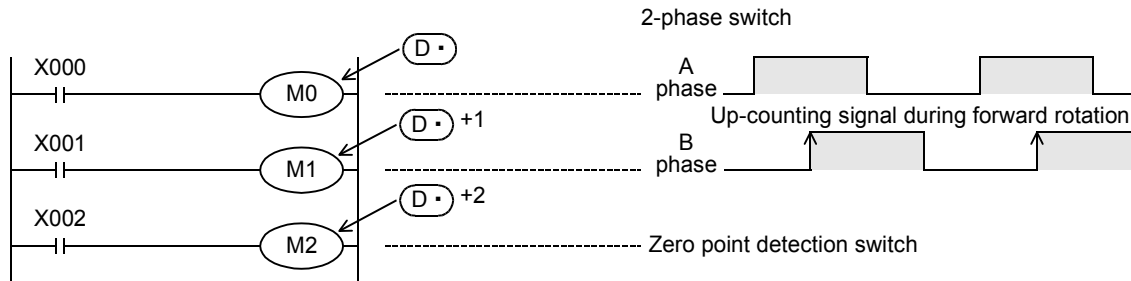 2-phase switch
X000
M0
D・
A phase
Up-counting signal during forward rotation
X001
M1
D・ +1
B phase
X002
M2
D・ +2
Zero point detection switch